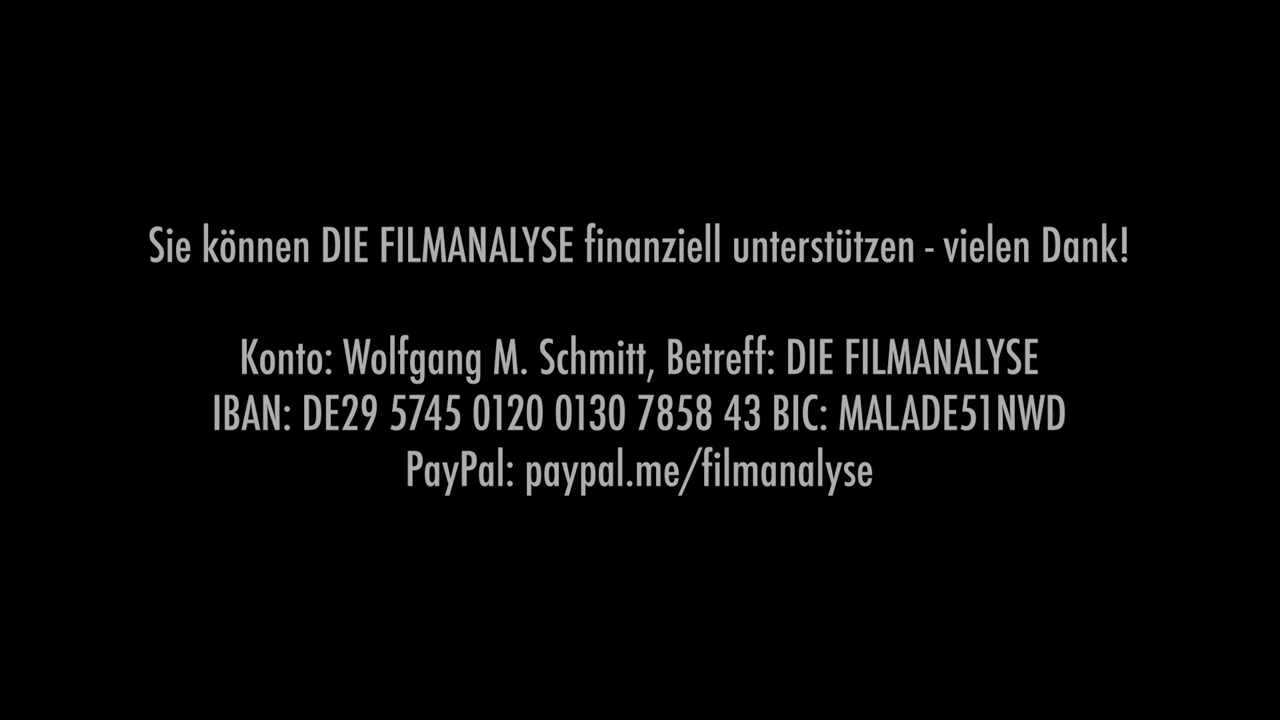 Sie können DIE FILMANALYSE finanziell unterstützen - vielen Dank!
Konto: Wolfgang M. Schmitt, Betreff: DIE FILMANALYSE
IBAN: DE29 5745 0120 0130 7858 43 BIC: MALADE51NWD
PayPal: paypal.me/filmanalyse